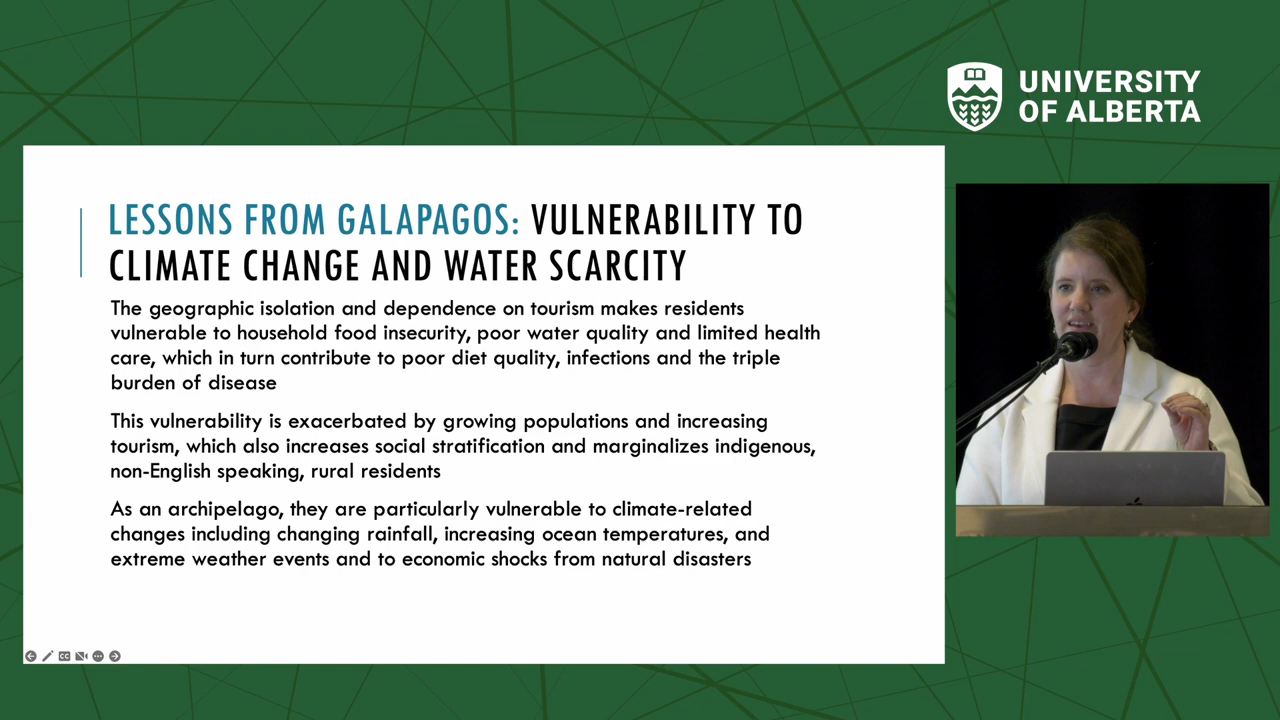 UNIVERSITY
OF ALBERTA
LESSONS FROM GALAPAGOS: VULNERABILITY TO
CLIMATE CHANGE AND WATER SCARCITY
The geographic isolation and dependence on tourism makes residents
vulnerable to household food insecurity, poor water quality and limited health
care, which in turn contribute to poor diet quality, infections and the triple
burden of disease
This vulnerability is exacerbated by growing populations and increasing
tourism, which also increases social stratification and marginalizes indigenous,
non-English speaking, rural residents
As an archipelago, they are particularly vulnerable to climate-related
changes including changing rainfall, increasing ocean temperatures, and
extreme weather events and to economic shocks from natural disasters
CC